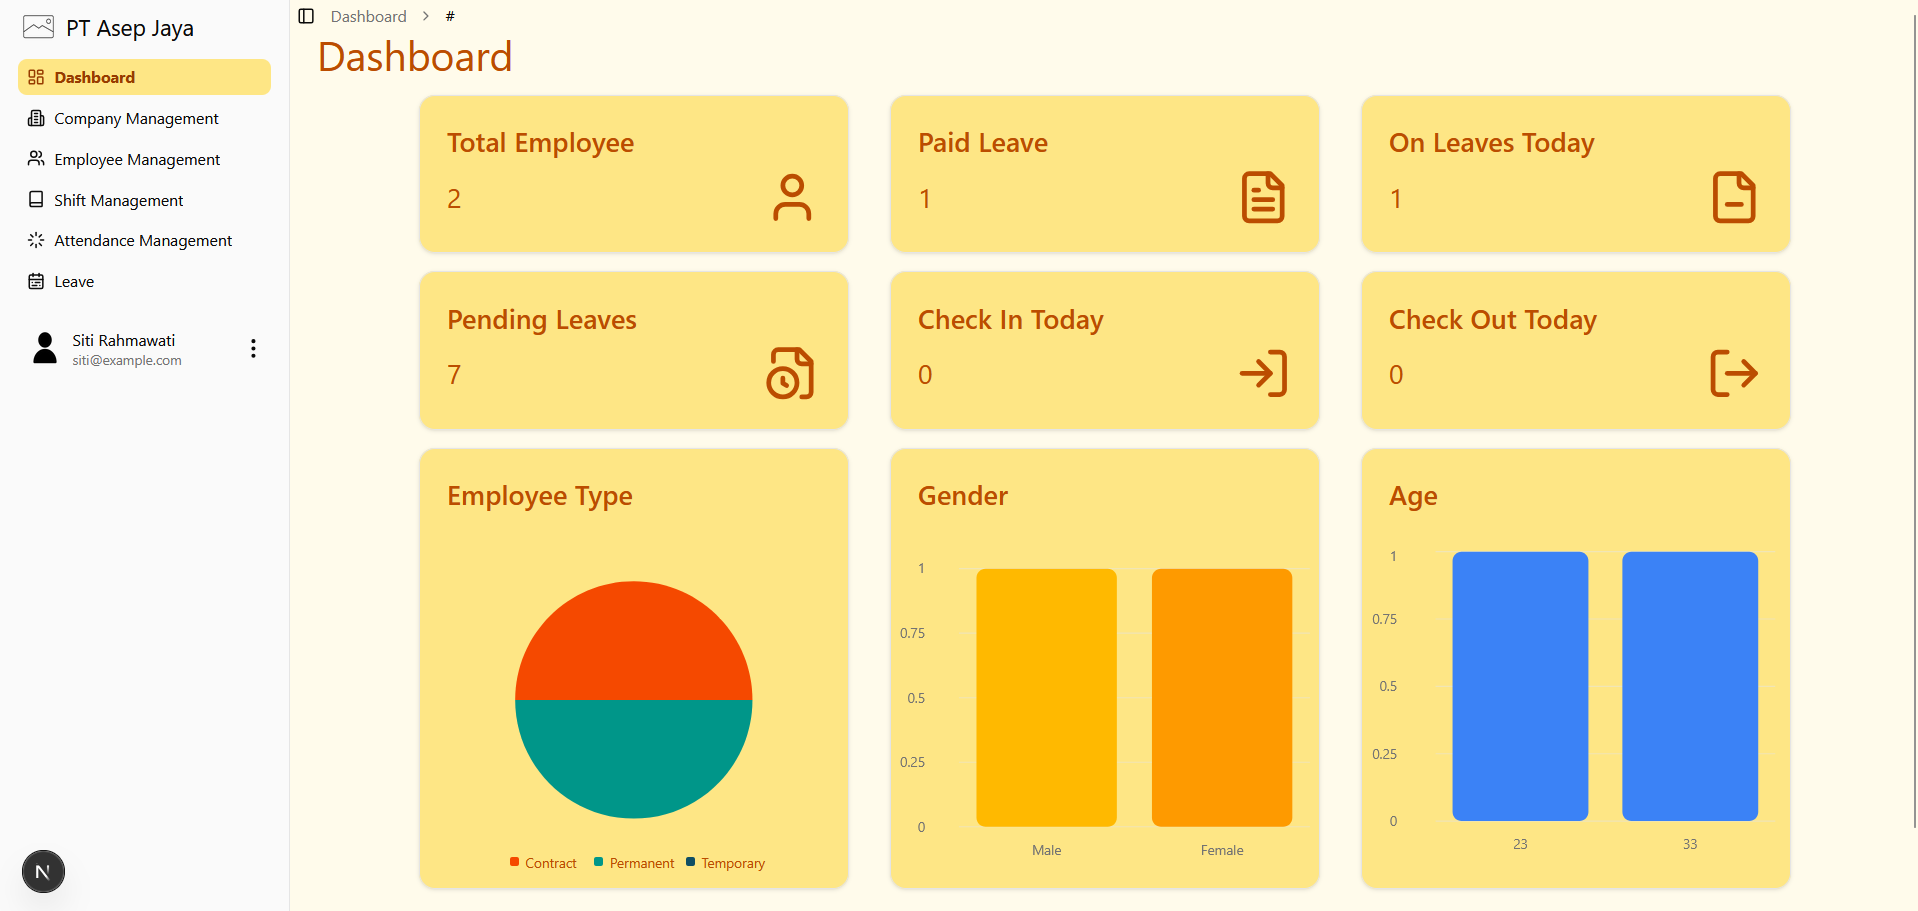 PT Asep Jaya
Dashboard
Company Management
Employee Management
Shift Management
Attendance Management
Leave
Siti Rahmawati
siti@example.com
N
Dashboard > #
Dashboard
Total Employee
2
Paid Leave
1
On Leaves Today
1
Pending Leaves
7
Check In Today
0
Check Out Today
0
Employee Type
Contract Permanent Temporary
Gender
1
0.75
0.5
0.25
0
Male Female
Age
1
0.75
0.5
0.25
0
23 33